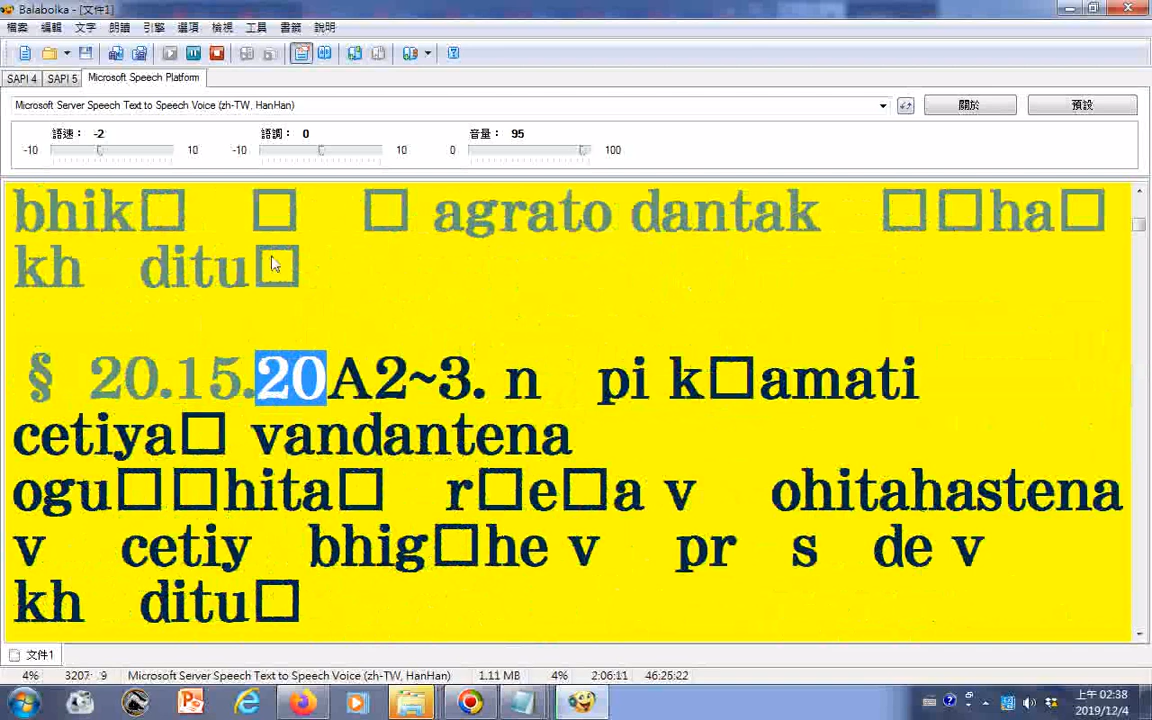 Balabolka - [文件1]
檔案 編輯 文字 朗讀 引擎 選項 檢視 工具 書籤 說明
SAPI 4 SAPI 5 Microsoft Speech Platform
Microsoft Server Speech Text to Speech Voice (zh-TW, HanHan) 關於 預設
語速： -2 語調： 0 音量： 95
-10 10 -10 10 0 100
bhik□ □ □ agrato dantak □□ha□
kh ditu□
§ 20.15.20A2~3. n pi k□amati
cetiya□ vandantena
ogu□□hita□ r□e□a v ohitahastena
v cetiy bhig□he v pr s de v
kh ditu□
文件1
4% Microsoft Server Speech Text to Speech Voice (zh-TW, HanHan) 1.11 MB 4% 2:06:11 46:25:22
上午 02:38
2019/12/4